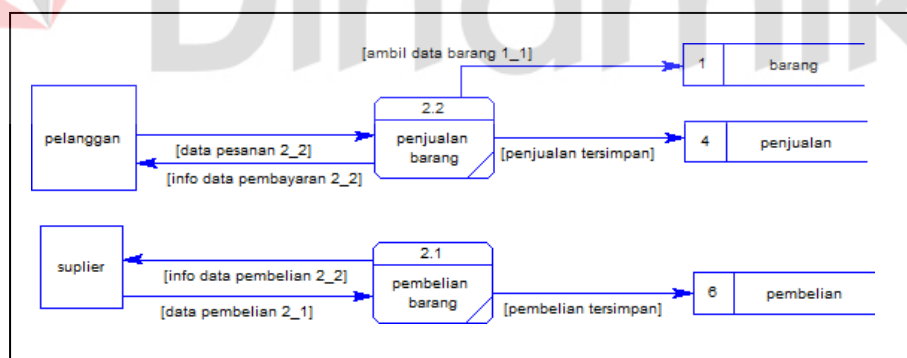 Dinamik
[ambil data barang 1_1]
1 barang
2.2
pelanggan
penjualan
barang
4 penjualan
[data pesanan 2_2]
[penjualan tersimpan]
[info data pembayaran 2_2]
2.1
suplier
[info data pembelian 2_2]
pembelian
barang
6 pembelian
[data pembelian 2_1]
[pembelian tersimpan]